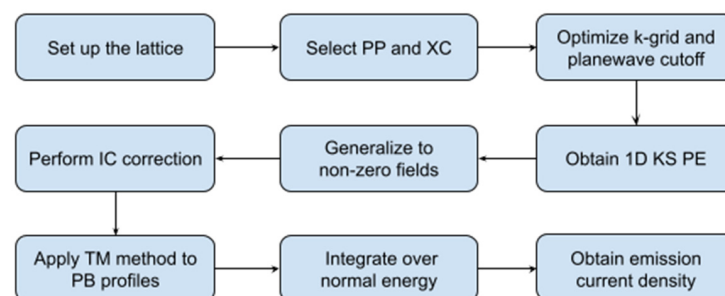 Set up the lattice
Select PP and XC
Optimize k-grid and
planewave cutoff
Obtain 1D KS PE
Generalize to
non-zero fields
Perform IC correction
Apply TM method to
PB profiles
Integrate over
normal energy
Obtain emission
current density